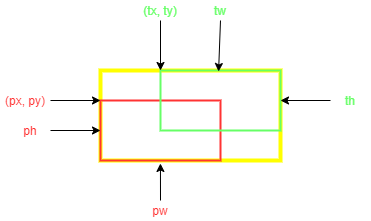 (tx, ty) tw
(px, py) th
ph
pw